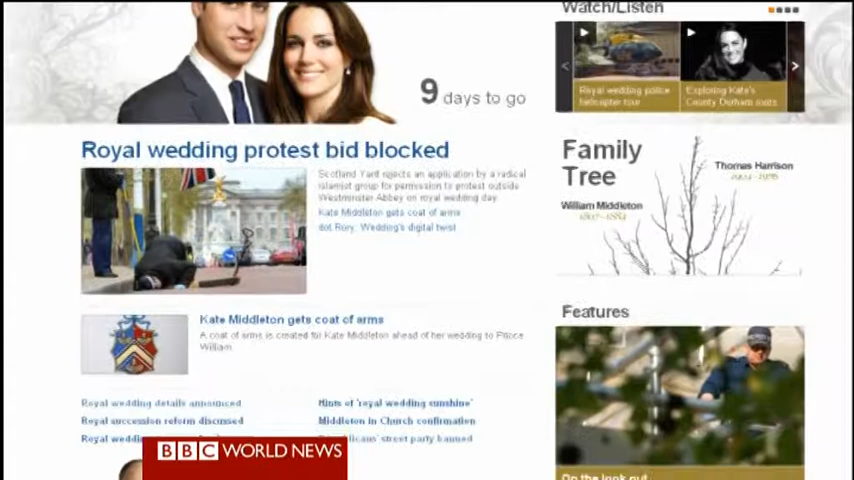 Watch/Listen
9 days to go
Royal wedding police
helicopter tour
Exploring Kate's
County Durham roots
Royal wedding protest bid blocked
Scotland Yard rejects an application by a radical
islamist group for permission to protest outside
Westminster Abbey on royal wedding day
Kate Middleton gets coat of arms
dot.Rory: Wedding's digital twist
Family
Tree
Thomas Harrison
William Middleton
Kate Middleton gets coat of arms
A coat of arms is created for Kate Middleton ahead of her wedding to Prince
William.
Features
Royal wedding details announced
Hints of 'royal wedding sunshine'
Royal succession reform discussed
Middleton in Church confirmation
Royal
street party banned
BBC WORLD NEWS
On the look out